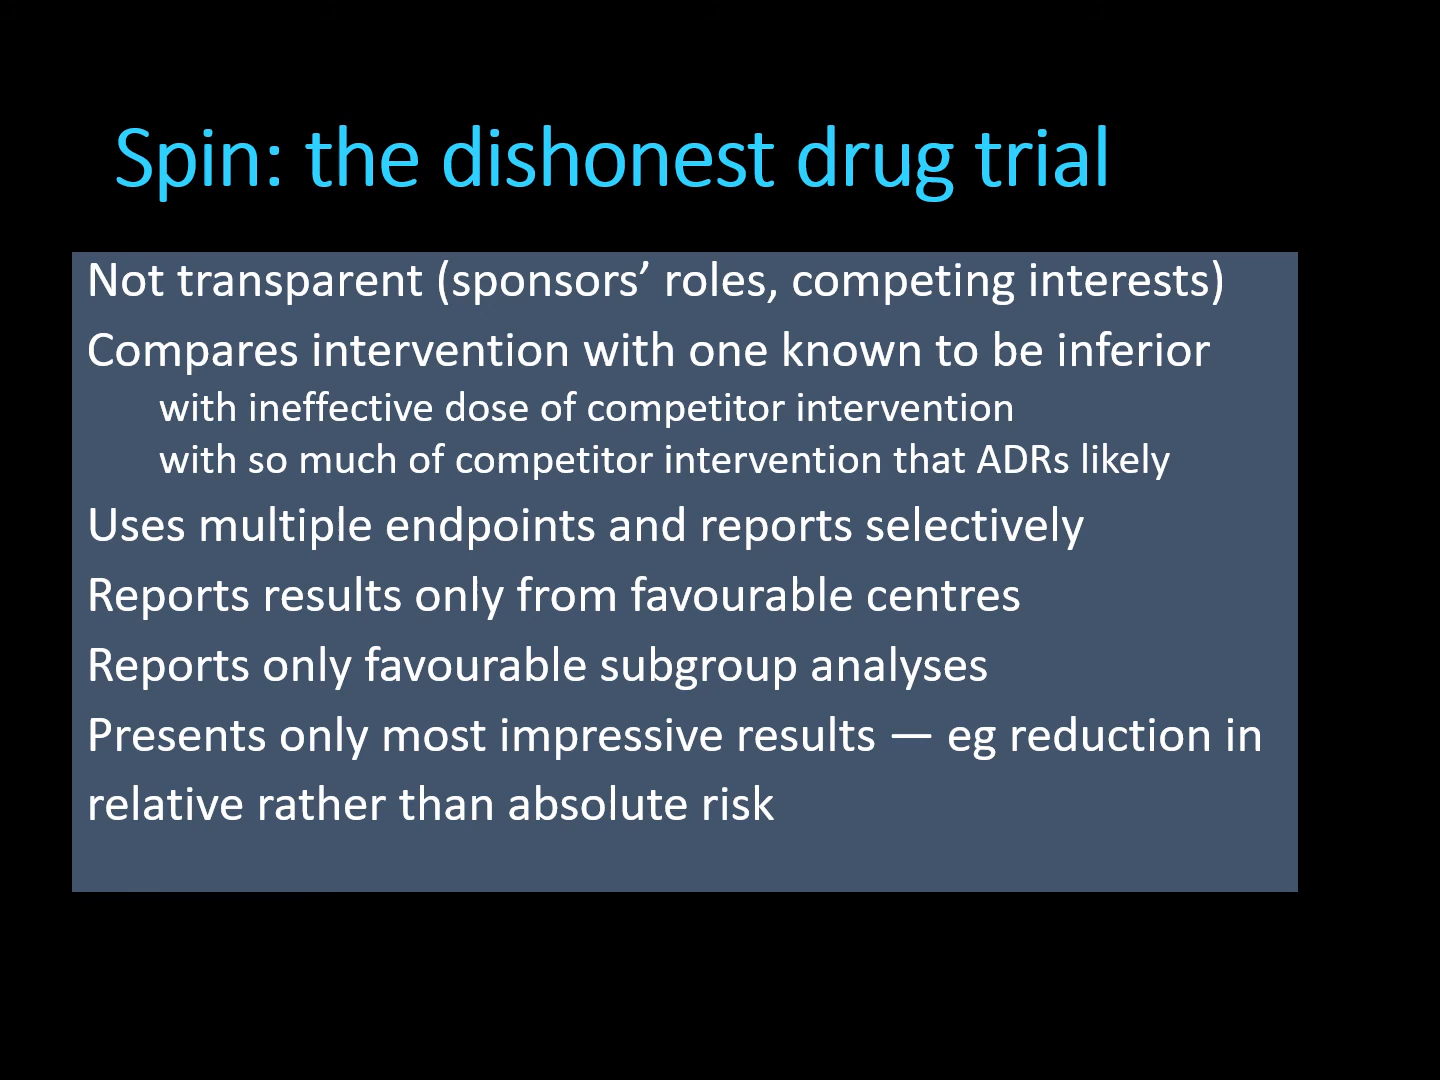 Spin: the dishonest drug trial
Not transparent (sponsors’ roles, competing interests)
Compares intervention with one known to be inferior
with ineffective dose of competitor intervention
with so much of competitor intervention that ADRs likely
Uses multiple endpoints and reports selectively
Reports results only from favourable centres
Reports only favourable subgroup analyses
Presents only most impressive results — eg reduction in
relative rather than absolute risk